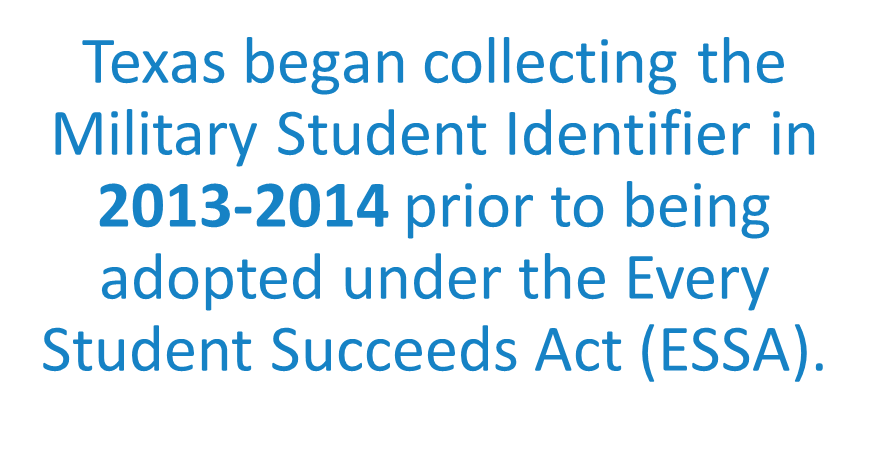 Texas began collecting the
Military Student Identifier in
2013-2014 prior to being
adopted under the Every
Student Succeeds Act (ESSA).